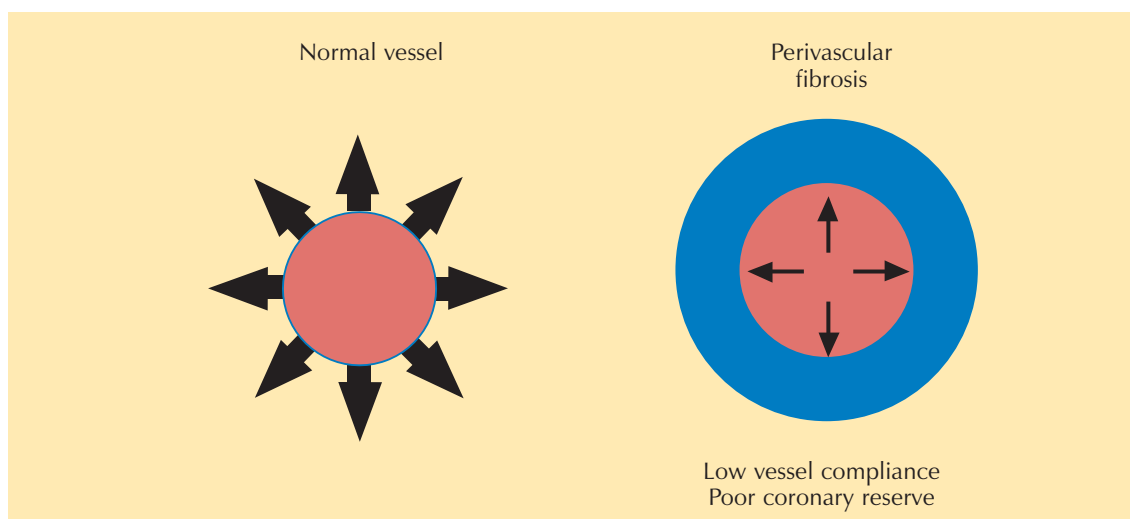 Normal vessel
Perivascular
fibrosis
Low vessel compliance
Poor coronary reserve